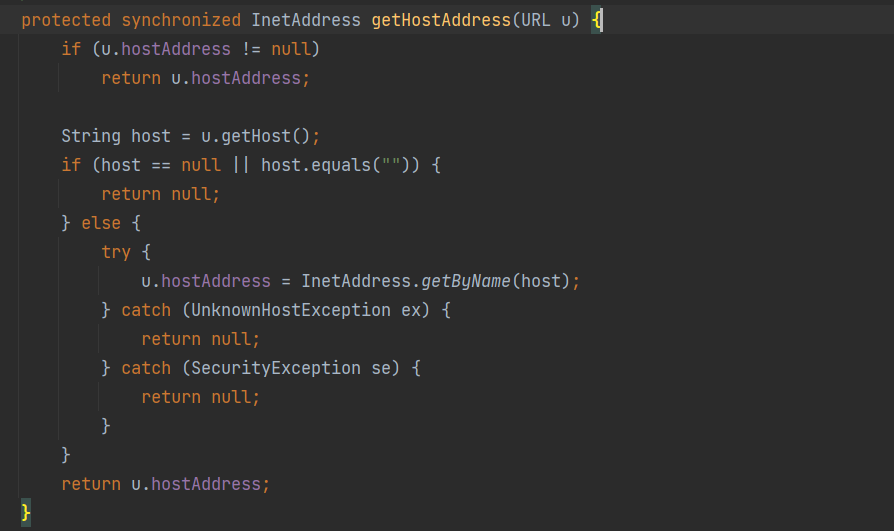 protected synchronized InetAddress getHostAddress(URL u) {
if (u.hostAddress != null)
return u.hostAddress;
String host = u.getHost();
if (host == null || host.equals("")) {
return null;
} else {
try {
u.hostAddress = InetAddress.getByName(host);
} catch (UnknownHostException ex) {
return null;
} catch (SecurityException se) {
return null;
}
}
return u.hostAddress;
}